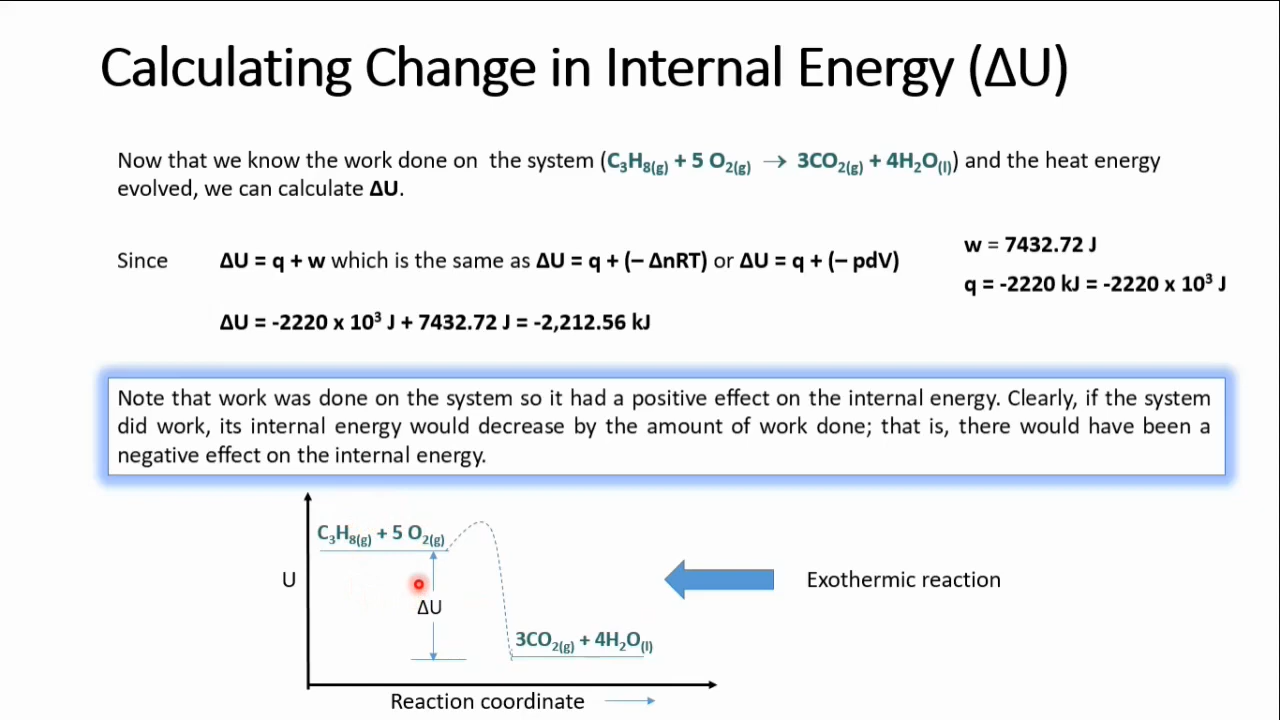 Calculating Change in Internal Energy (ΔU)
Now that we know the work done on the system (C₃H₈₍g₎ + 5 O₂₍g₎ → 3CO₂₍g₎ + 4H₂O₍l₎) and the heat energy
evolved, we can calculate ΔU.
Since ΔU = q + w which is the same as ΔU = q + (– ΔnRT) or ΔU = q + (– pdV)
w = 7432.72 J
q = -2220 kJ = -2220 x 10³ J
ΔU = -2220 x 10³ J + 7432.72 J = -2,212.56 kJ
Note that work was done on the system so it had a positive effect on the internal energy. Clearly, if the system
did work, its internal energy would decrease by the amount of work done; that is, there would have been a
negative effect on the internal energy.
C₃H₈₍g₎ + 5 O₂₍g₎
U
ΔU
Exothermic reaction
3CO₂₍g₎ + 4H₂O₍l₎
Reaction coordinate